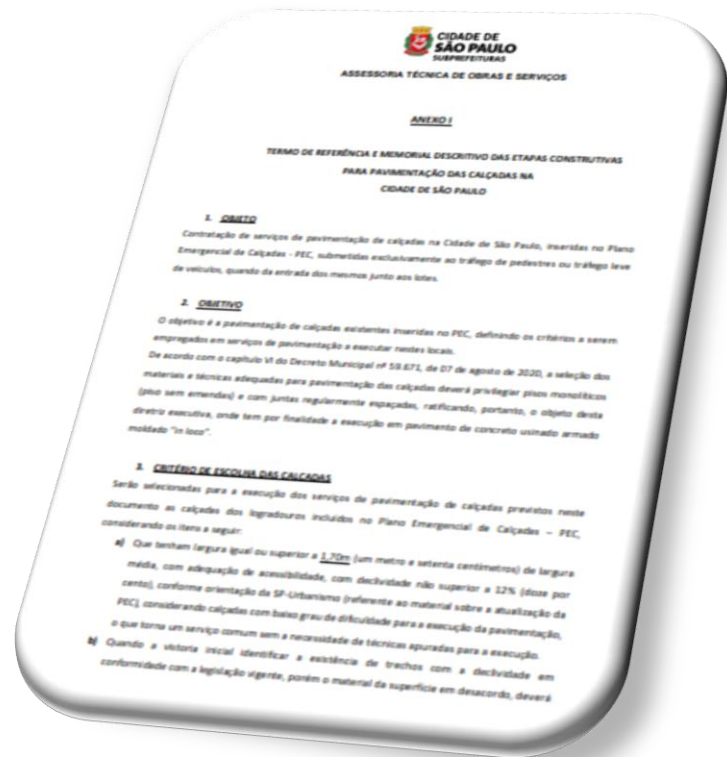 CIDADE DE
SÃO PAULO
SUBPREFEITURAS
ASSESSORIA TÉCNICA DE OBRAS E SERVIÇOS
ANEXO I
TERMO DE REFERÊNCIA E MEMORIAL DESCRITIVO DAS ETAPAS CONSTRUTIVAS
PARA PAVIMENTAÇÃO DAS CALÇADAS NA
CIDADE DE SÃO PAULO
1. OBJETO
Contratação de serviços de pavimentação de calçadas na Cidade de São Paulo, inseridas no Plano
Emergencial de Calçadas - PEC, submetidas exclusivamente ao tráfego de pedestres ou tráfego leve
de veículos, quando da entrada dos mesmos junto aos lotes.
2. OBJETIVO
O objetivo é a pavimentação de calçadas existentes inseridas no PEC, definindo os critérios a serem
empregados em serviços de pavimentação a executar nestes locais.
De acordo com o capítulo VI do Decreto Municipal nº 59.671, de 07 de agosto de 2020, a seleção dos
materiais e técnicas adequadas para pavimentação das calçadas deverá privilegiar pisos monolíticos
(piso sem emendas) e com juntas regularmente espaçadas, ratificando, portanto, o objeto desta
diretriz executiva, onde tem por finalidade a execução em pavimento de concreto usinado armado
moldado "in loco".
3. CRITÉRIO DE ESCOLHA DAS CALÇADAS
Serão selecionadas para a execução dos serviços de pavimentação de calçadas previstos neste
documento as calçadas dos logradouros incluídos no Plano Emergencial de Calçadas – PEC,
considerando os itens a seguir:
a) Que tenham largura igual ou superior a 1,70m (um metro e setenta centímetros) de largura
média, com adequação de acessibilidade, com declividade não superior a 12% (doze por
cento), conforme orientação da SP-Urbanismo (referente ao material sobre a atualização da
PEC), considerando calçadas com baixo grau de dificuldade para a execução da pavimentação,
o que torna um serviço comum sem a necessidade de técnicas apuradas para a execução.
b) Quando a vistoria inicial identificar a existência de trechos com a declividade em
conformidade com a legislação vigente, porém o material da superfície em desacordo, deverá